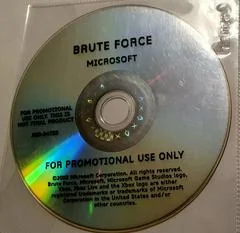 BRUTE FORCE
MICROSOFT
FOR PROMOTIONAL
USE ONLY. THIS IS
NOT FINAL PRODUCT
FOR PROMOTIONAL USE ONLY
©2002 Microsoft Corporation. All rights reserved.
Brute Force, Microsoft, Microsoft Game Studios logo,
Xbox, Xbox Live and the Xbox logo are either
registered trademarks or trademarks of Microsoft
Corporation in the United States and/or
other countries.